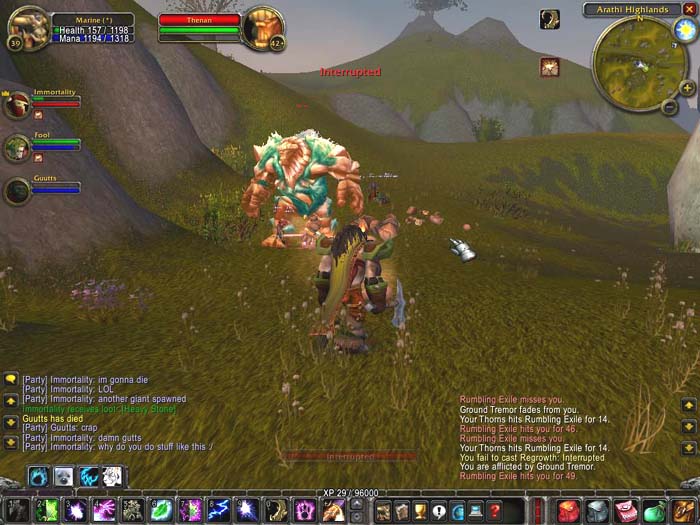 Marine (*)
Health 157 / 1198
Mana 1194 / 1318
39
Thenan
42+
Arathi Highlands
N
Interrupted
Immortality
Fool
Guutts
[Party] Immortality: im gonna die
[Party] Immortality: LOL
[Party] Immortality: another giant spawned
Immortality receives loot: [Heavy Stone]
Guutts has died
[Party] Guutts: crap
[Party] Immortality: damn gutts
[Party] Immortality: why do you do stuff like this :/
Rumbling Exile misses you.
Ground Tremor fades from you.
Your Thorns hits Rumbling Exile for 14.
Rumbling Exile hits you for 46.
Rumbling Exile misses you.
Your Thorns hits Rumbling Exile for 14.
You fail to cast Regrowth: Interrupted
You are afflicted by Ground Tremor.
Rumbling Exile hits you for 49.
Interrupted
XP 29 / 96000